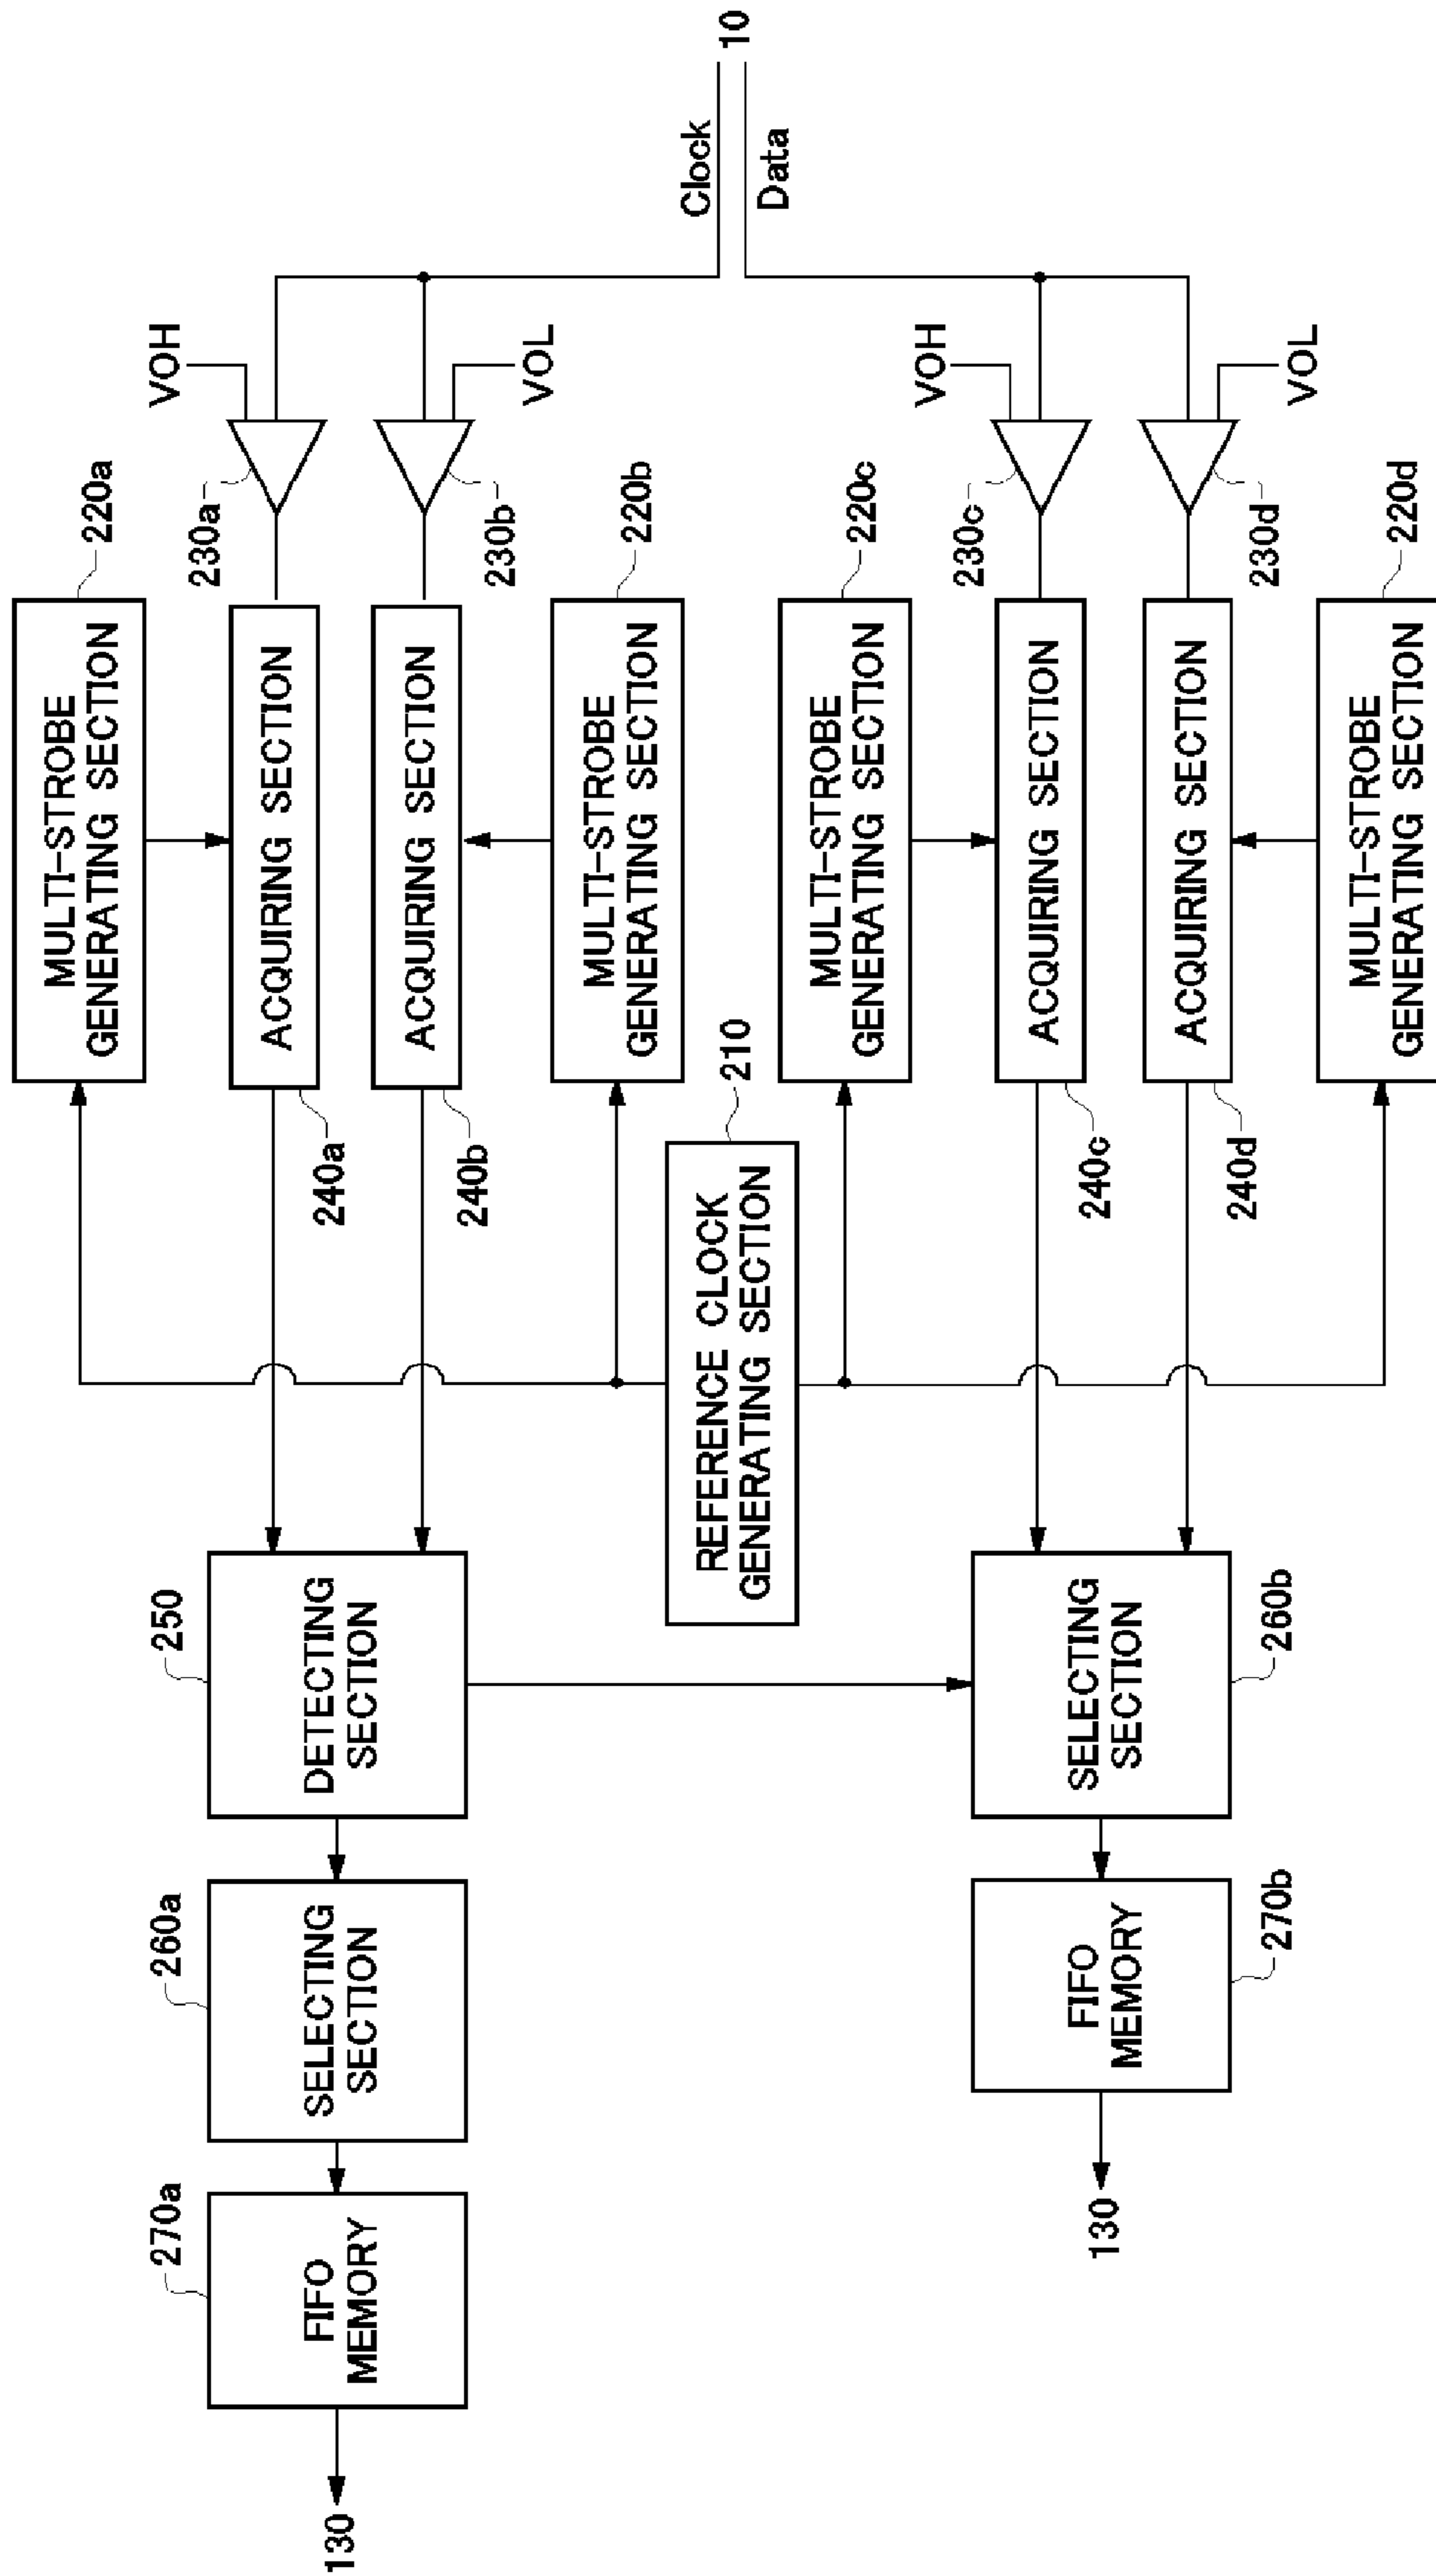 10
Clock
Data
VOH
VOL
VOH
VOL
230a
230b
230c
230d
220a
220b
220c
220d
MULTI-STROBE
GENERATING SECTION
ACQUIRING SECTION
ACQUIRING SECTION
MULTI-STROBE
GENERATING SECTION
MULTI-STROBE
GENERATING SECTION
ACQUIRING SECTION
ACQUIRING SECTION
MULTI-STROBE
GENERATING SECTION
240a
240b
210
240c
240d
REFERENCE CLOCK
GENERATING SECTION
250
DETECTING
SECTION
SELECTING
SECTION
260b
260a
SELECTING
SECTION
FIFO
MEMORY
270b
270a
FIFO
MEMORY
130
130